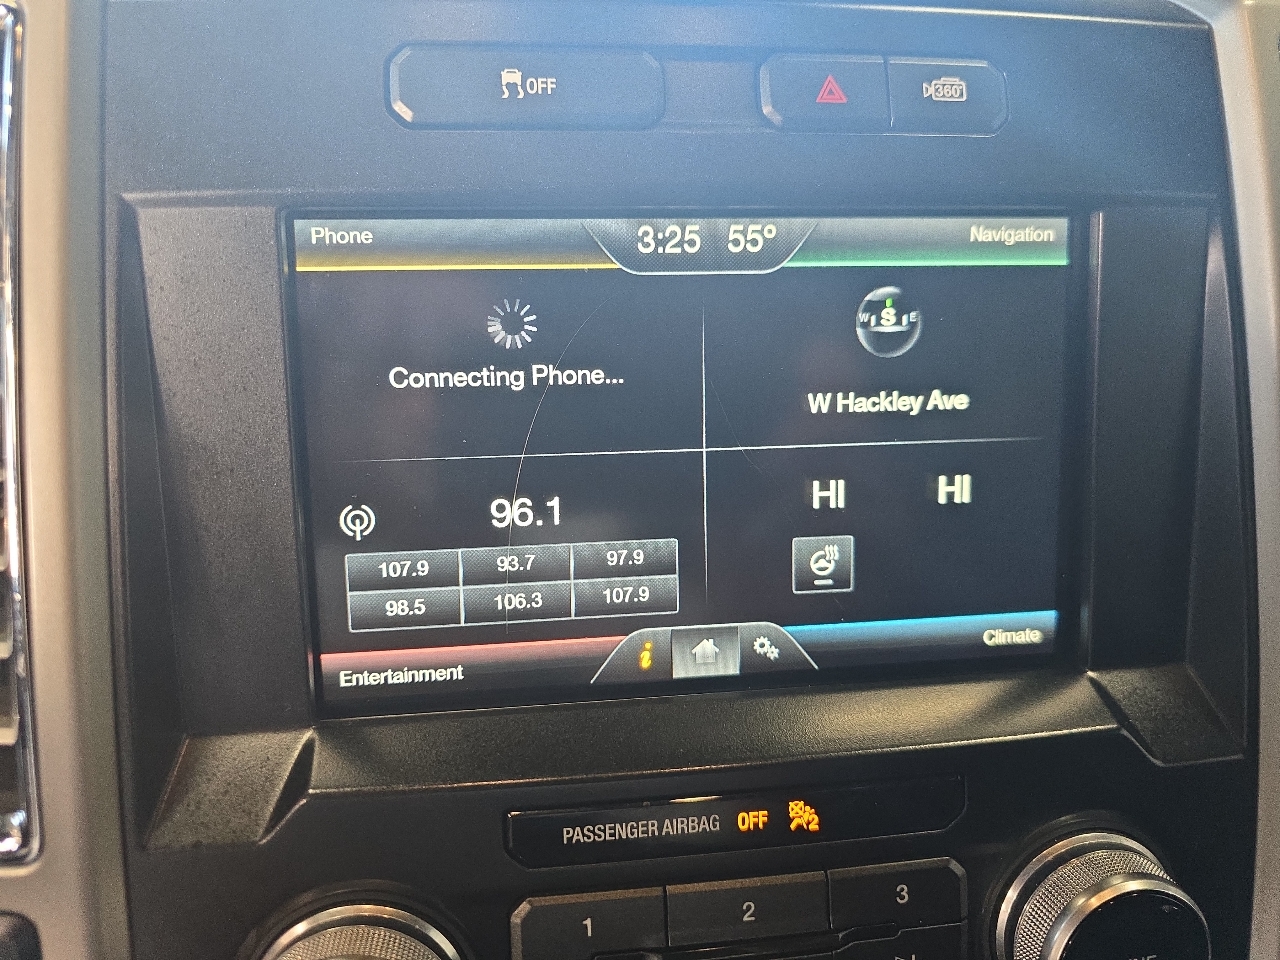 OFF
360°
Phone 3:25 55° Navigation
W S E
Connecting Phone...
W Hackley Ave
96.1
HI HI
107.9 93.7 97.9
98.5 106.3 107.9
Entertainment i Climate
PASSENGER AIRBAG OFF 2
1 2 3